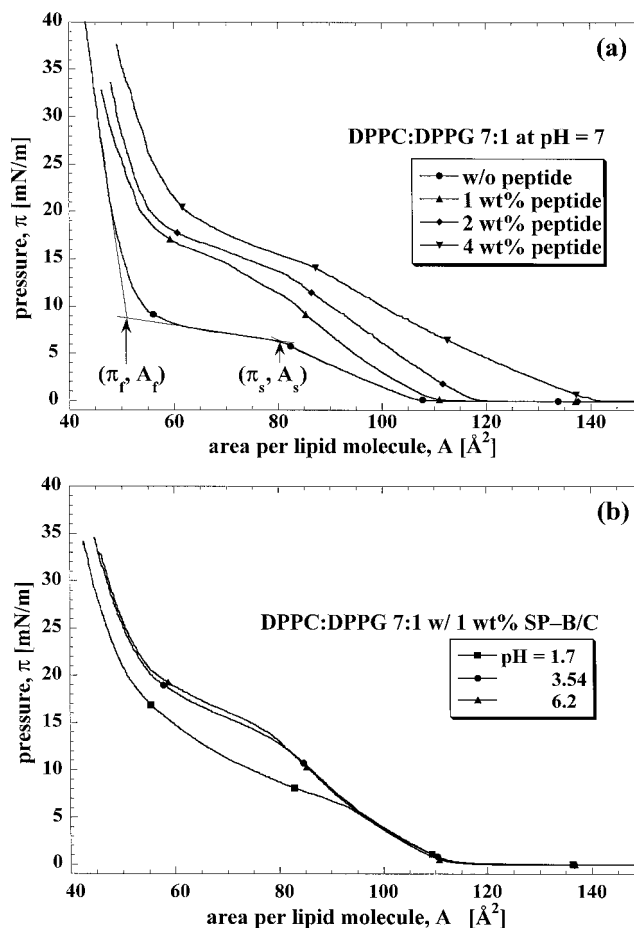 (a)
DPPC:DPPG 7:1 at pH = 7
w/o peptide
1 wt% peptide
2 wt% peptide
4 wt% peptide
pressure, π [mN/m]
40
35
30
25
20
15
10
5
0
(πf, Af)
(πs, As)
40 60 80 100 120 140
area per lipid molecule, A [Å²]
(b)
DPPC:DPPG 7:1 w/ 1 wt% SP–B/C
pH = 1.7
3.54
6.2
pressure, π [mN/m]
40
35
30
25
20
15
10
5
0
40 60 80 100 120 140
area per lipid molecule, A [Å²]